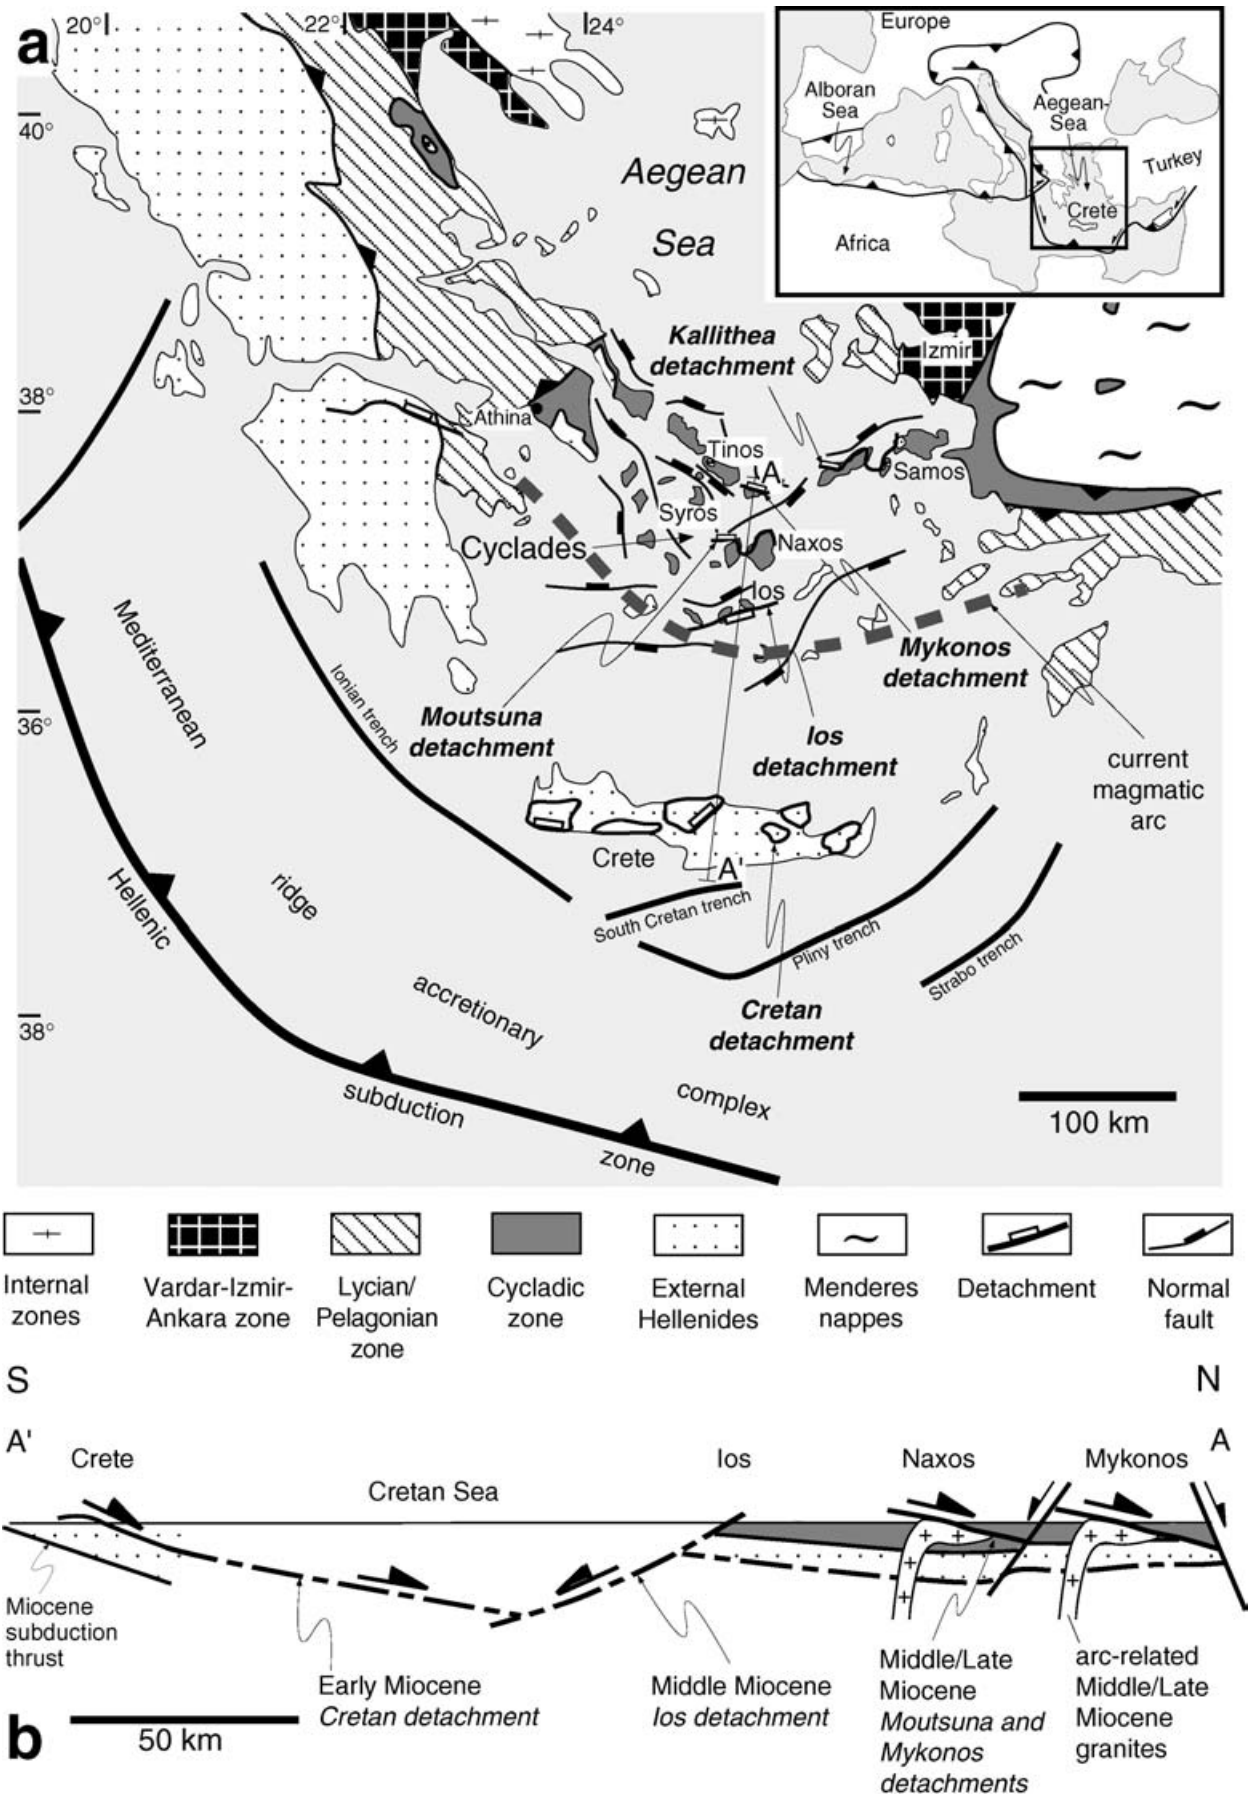 a
20°
22°
24°
40°
38°
36°
38°
Europe
Alboran
Sea
Aegean-
Sea
Turkey
Crete
Africa
Aegean
Sea
Kallithea
detachment
Izmir
Athina
Tinos
A
Samos
Syros
Cyclades
Naxos
Ios
Mykonos
detachment
Moutsuna
detachment
Ios
detachment
current
magmatic
arc
Mediterranean
ridge
accretionary
complex
Ionian trench
Crete
A'
South Cretan trench
Pliny trench
Strabo trench
Cretan
detachment
Hellenic
subduction
zone
100 km
Internal
zones
Vardar-Izmir-
Ankara zone
Lycian/
Pelagonian
zone
Cycladic
zone
External
Hellenides
Menderes
nappes
Detachment
Normal
fault
S
N
A'
A
Crete
Cretan Sea
Ios
Naxos
Mykonos
Miocene
subduction
thrust
Early Miocene
Cretan detachment
Middle Miocene
Ios detachment
Middle/Late
Miocene
Moutsuna and
Mykonos
detachments
arc-related
Middle/Late
Miocene
granites
b
50 km